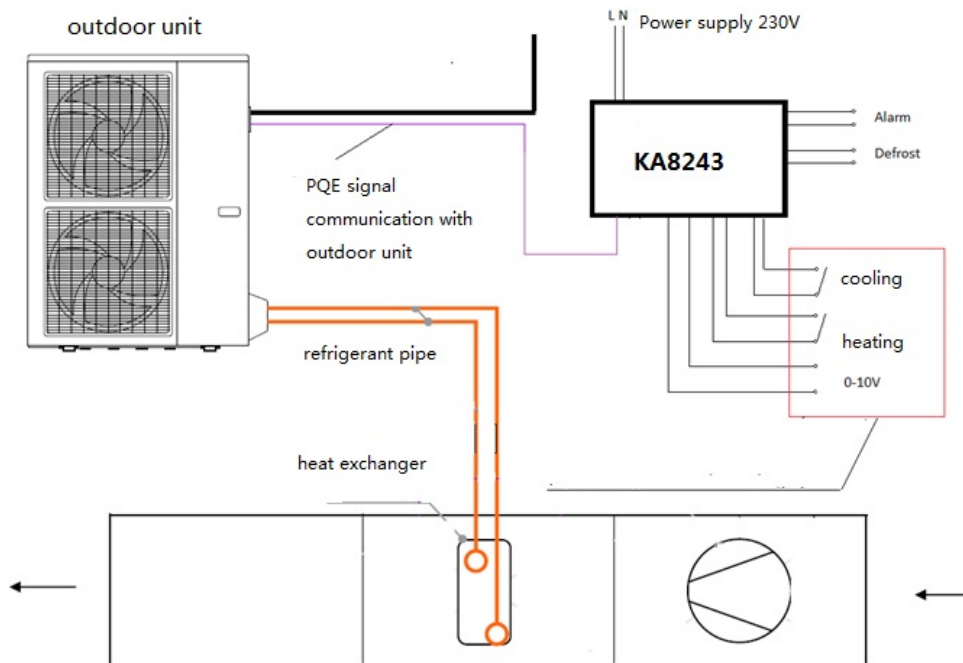 outdoor unit
L N
Power supply 230V
KA8243
Alarm
Defrost
PQE signal
communication with
outdoor unit
cooling
heating
0-10V
refrigerant pipe
heat exchanger